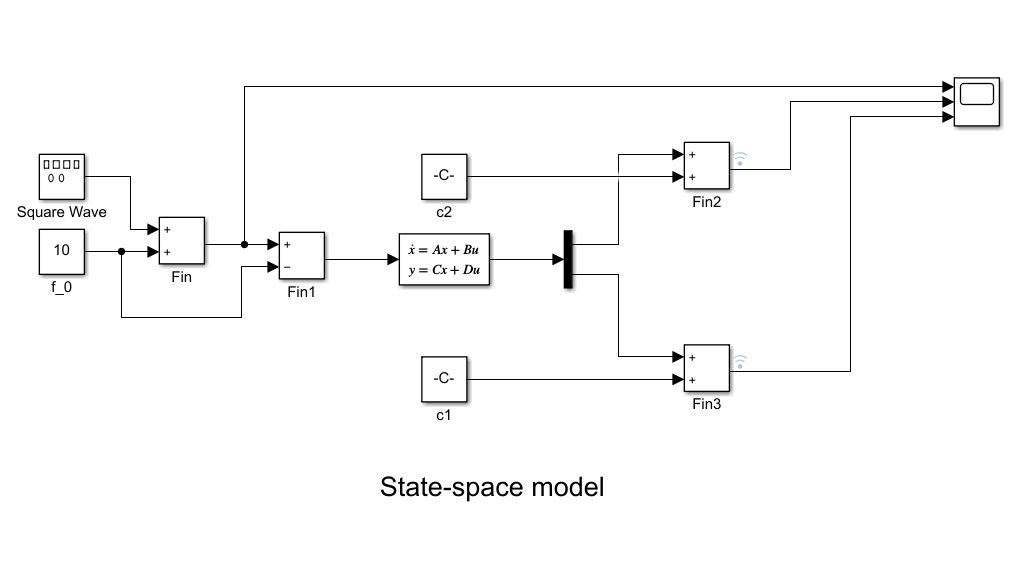 Square Wave
10
f_0
+
+
Fin
+
−
Fin1
-C-
c2
ẋ = Ax + Bu
y = Cx + Du
-C-
c1
+
+
Fin2
+
+
Fin3
State-space model